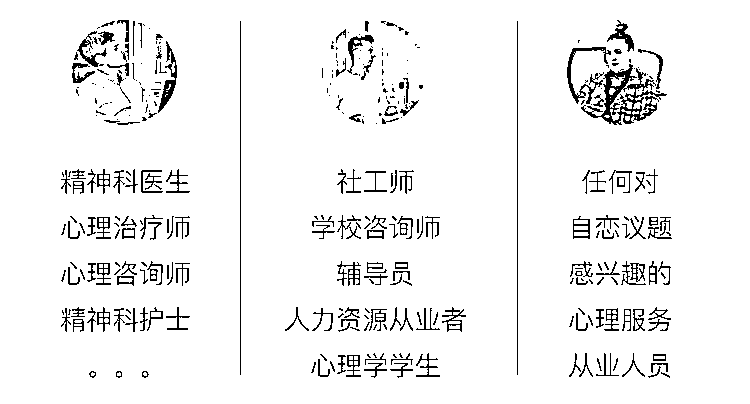 精神科医生
心理治疗师
心理咨询师
精神科护士
。。。
社工师
学校咨询师
辅导员
人力资源从业者
心理学学生
任何对
自恋议题
感兴趣的
心理服务
从业人员